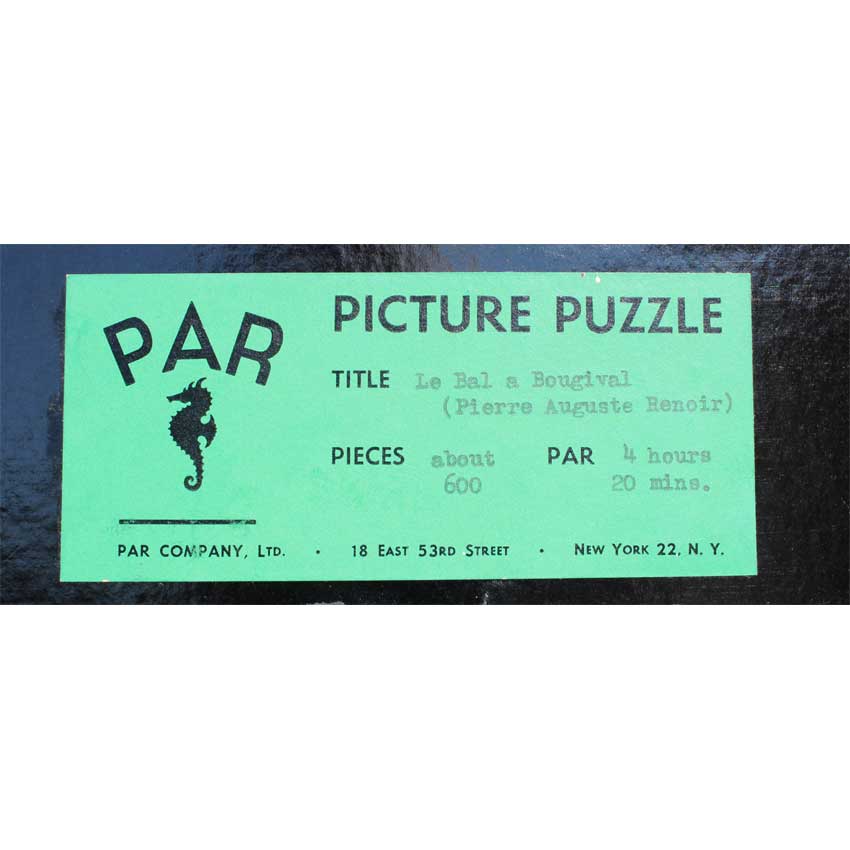 PAR
PICTURE PUZZLE
TITLE Le Bal a Bougival
(Pierre Auguste Renoir)
PIECES about 600
PAR 4 hours 20 mins.
PAR COMPANY, LTD. · 18 EAST 53RD STREET · NEW YORK 22, N. Y.